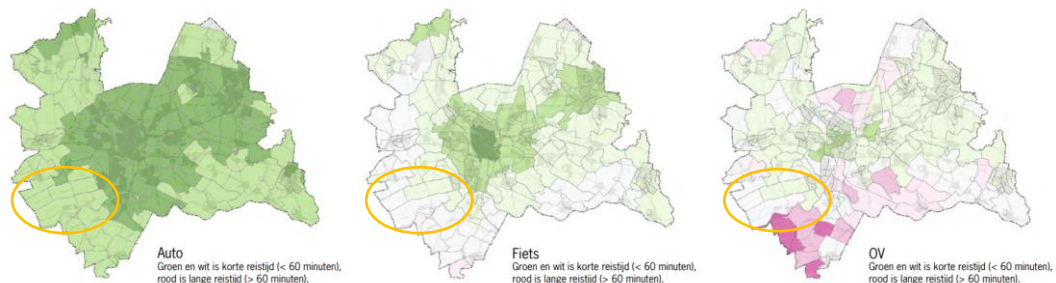 Auto
Groen en wit is korte reistijd (< 60 minuten),
rood is lange reistijd (> 60 minuten).
Fiets
Groen en wit is korte reistijd (< 60 minuten),
rood is lange reistijd (> 60 minuten).
OV
Groen en wit is korte reistijd (< 60 minuten),
rood is lange reistijd (> 60 minuten).